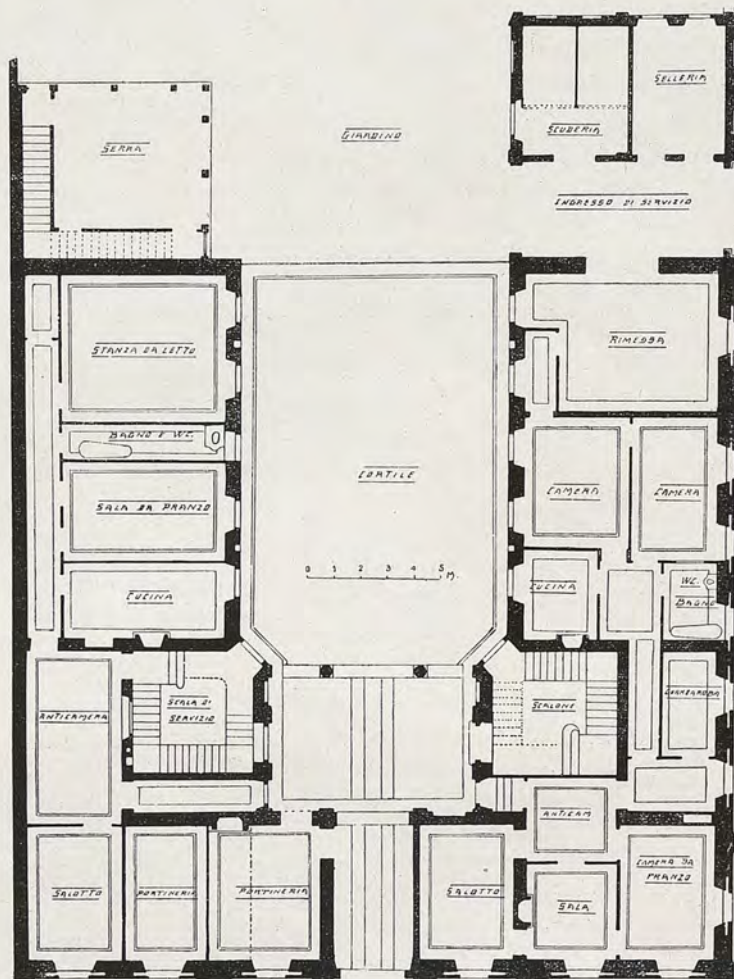 SELLERIA
SCUDERIA
GIARDINO
SERRA
INGRESSO DI SERVIZIO
STANZA DA LETTO
RIMESSA
BAGNO E WC.
CORTILE
SALA DA PRANZO
CAMERA
CAMERA
0 1 2 3 4 5 M.
CUCINA
CUCINA
WC.
BAGNO
SCALA DI
SERVIZIO
SCALONE
GUARDAROBA
ANTICAMERA
ANTICAM
SALOTTO
PORTINERIA
PORTINERIA
SALOTTO
SALA
CAMERA DA
PRANZO